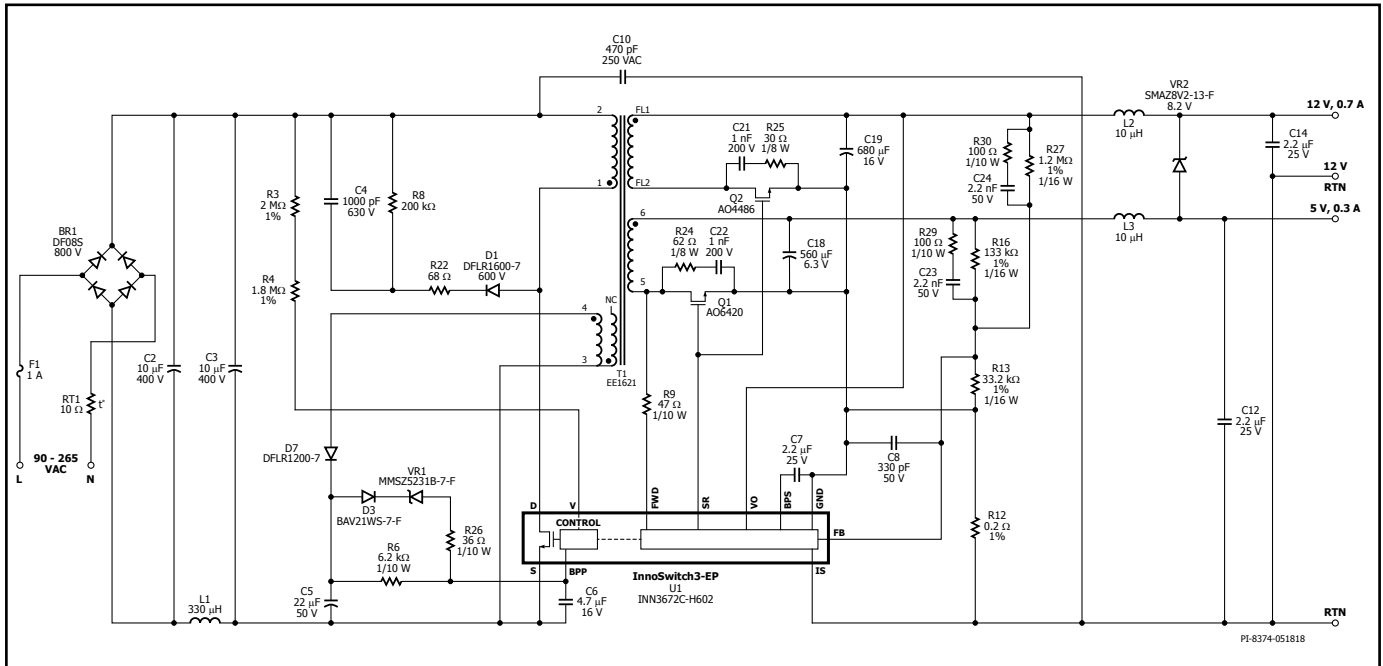 C10
470 pF
250 VAC
VR2
SMAZ8V2-13-F
8.2 V
12 V, 0.7 A
2
FL1
L2
10 µH
C21
1 nF
200 V
R25
30 Ω
1/8 W
C19
680 µF
16 V
R30
100 Ω
1/10 W
R27
1.2 MΩ
1%
1/16 W
C14
2.2 µF
25 V
C24
2.2 nF
50 V
12 V
RTN
R3
2 MΩ
1%
C4
1000 pF
630 V
R8
200 kΩ
1
FL2
Q2
AO4486
5 V, 0.3 A
6
L3
10 µH
BR1
DF08S
800 V
R24
62 Ω
1/8 W
C22
1 nF
200 V
C18
560 µF
6.3 V
R29
100 Ω
1/10 W
R16
133 kΩ
1%
1/16 W
C23
2.2 nF
50 V
R4
1.8 MΩ
1%
R22
68 Ω
D1
DFLR1600-7
600 V
5
Q1
AO6420
NC
4
3
T1
EE1621
F1
1 A
C2
10 µF
400 V
C3
10 µF
400 V
RT1
10 Ω
t°
R9
47 Ω
1/10 W
R13
33.2 kΩ
1%
1/16 W
C12
2.2 µF
25 V
90 - 265
VAC
L
N
D7
DFLR1200-7
VR1
MMSZ5231B-7-F
D3
BAV21WS-7-F
C7
2.2 µF
25 V
C8
330 pF
50 V
D
V
FWD
SR
VO
BPS
GND
CONTROL
FB
R26
36 Ω
1/10 W
R6
6.2 kΩ
1/10 W
R12
0.2 Ω
1%
S
BPP
IS
InnoSwitch3-EP
U1
INN3672C-H602
C5
22 µF
50 V
C6
4.7 µF
16 V
L1
330 µH
RTN
PI-8374-051818